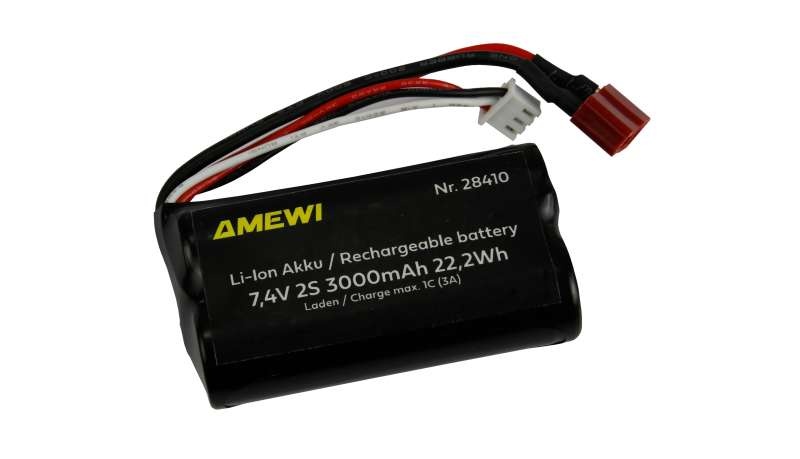 Nr. 28410
AMEWI
Li-Ion Akku / Rechargeable battery
7,4V 2S 3000mAh 22,2Wh
Laden / Charge max. 1C (3A)